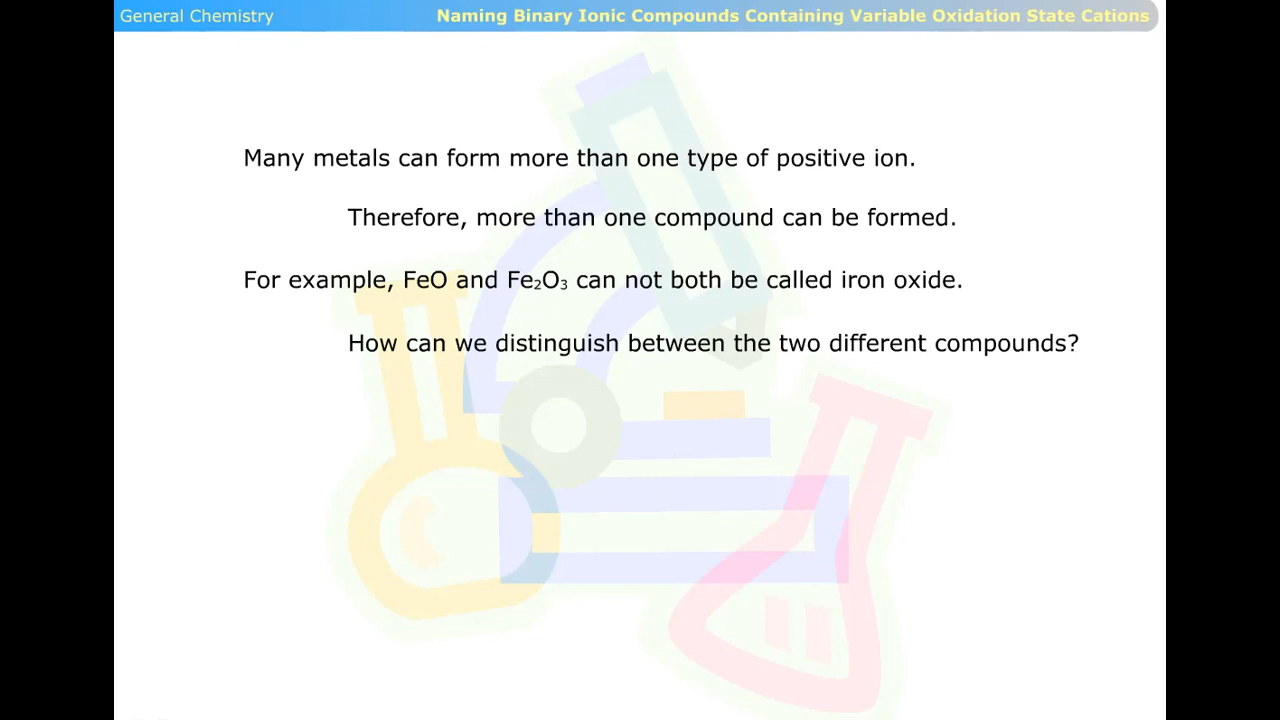 General Chemistry
Naming Binary Ionic Compounds Containing Variable Oxidation State Cations
Many metals can form more than one type of positive ion.
Therefore, more than one compound can be formed.
For example, FeO and Fe₂O₃ can not both be called iron oxide.
How can we distinguish between the two different compounds?